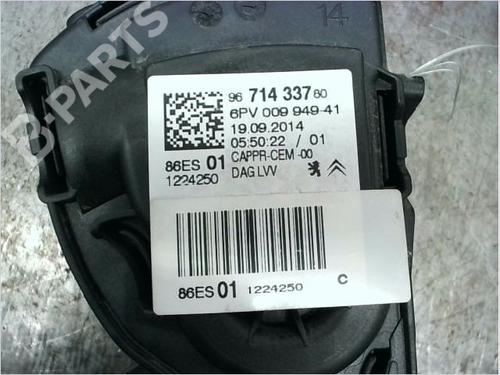 B-PARTS
14
96 714 337 80
6PV 009 949-41
19.09.2014
05:50:22 / 01
86ES 01 CAPPR-CEM -00
1224250 DAG LVV
86ES 01 1224250 C